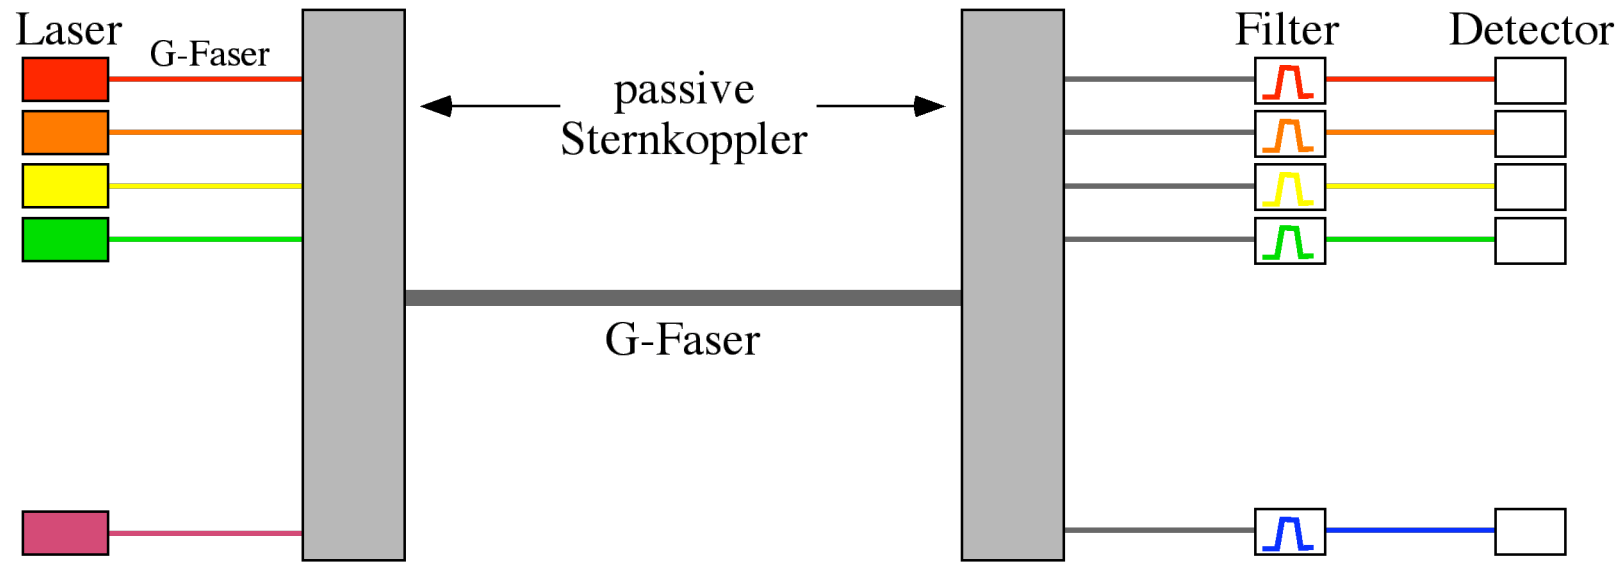 Laser
G-Faser
passive
Sternkoppler
G-Faser
Filter
Detector